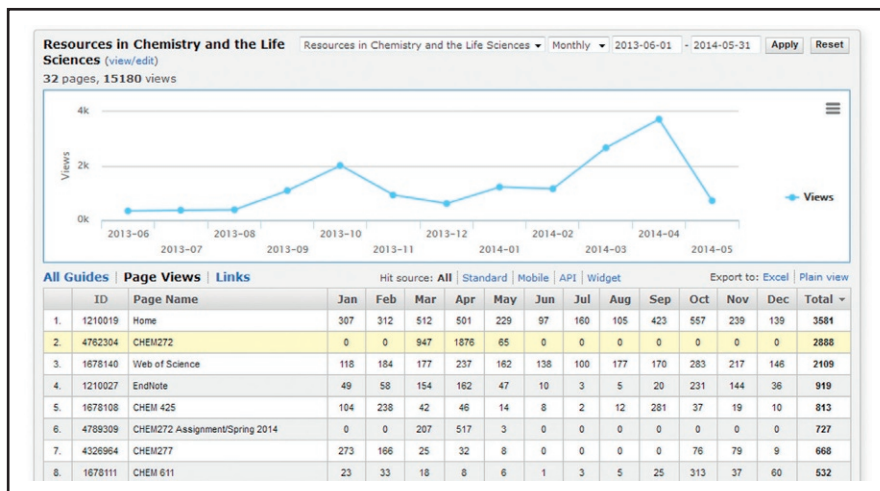 Resources in Chemistry and the Life Sciences (view/edit)
Resources in Chemistry and the Life Sciences Monthly 2013-06-01 - 2014-05-31 Apply Reset
32 pages, 15180 views
4k
2k
0k
Views
2013-06 2013-07 2013-08 2013-09 2013-10 2013-11 2013-12 2014-01 2014-02 2014-03 2014-04 2014-05
Views
All Guides | Page Views | Links Hit source: All | Standard | Mobile | API | Widget Export to: Excel | Plain view
ID Page Name Jan Feb Mar Apr May Jun Jul Aug Sep Oct Nov Dec Total
1. 1210019 Home 307 312 512 501 229 97 160 105 423 557 239 139 3581
2. 4762304 CHEM272 0 0 947 1876 65 0 0 0 0 0 0 0 2888
3. 1678140 Web of Science 118 184 177 237 162 138 100 177 170 283 217 146 2109
4. 1210027 EndNote 49 58 154 162 47 10 3 5 20 231 144 36 919
5. 1678108 CHEM 425 104 238 42 46 14 8 2 12 281 37 19 10 813
6. 4789309 CHEM272 Assignment/Spring 2014 0 0 207 517 3 0 0 0 0 0 0 0 727
7. 4326964 CHEM277 273 166 25 32 8 0 0 0 0 76 79 9 668
8. 1678111 CHEM 611 23 33 18 8 6 1 3 5 25 313 37 60 532